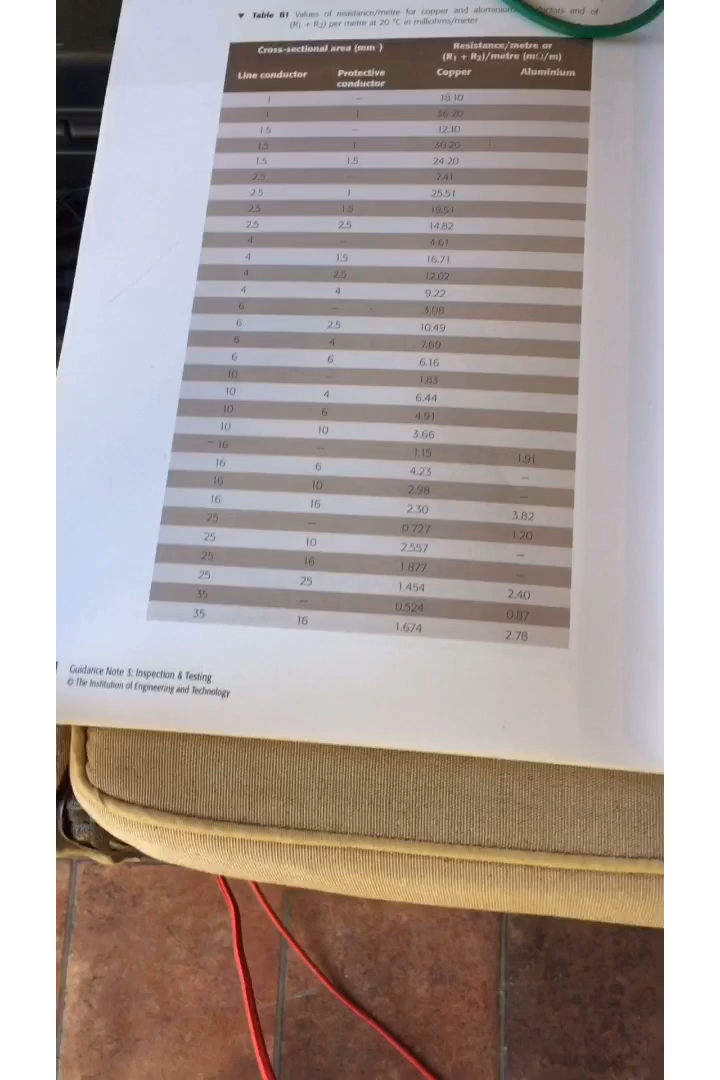 ▼ Table B1 Values of resistance/metre for copper and aluminium and of
(R1 + R2) per metre at 20 °C in milliohms/meter
Cross-sectional area (mm ) Resistance/metre or
(R1 + R2)/metre (mΩ/m)
Line conductor Protective conductor Copper Aluminium
1 – 18.10
1 1 36.20
1.5 – 12.10
1.5 1 30.20
1.5 1.5 24.20
2.5 – 7.41
2.5 1 25.51
2.5 1.5 19.51
2.5 2.5 14.82
4 – 4.61
4 1.5 16.71
4 2.5 12.02
4 4 9.22
6 – 3.08
6 2.5 10.49
6 4 7.69
6 6 6.16
10 – 1.83
10 4 6.44
10 6 4.91
10 10 3.66
16 – 1.15 1.91
16 6 4.23 –
16 10 2.98 –
16 16 2.30 3.82
25 – 0.727 1.20
25 10 2.557 –
25 16 1.877 –
25 25 1.454 2.40
35 – 0.524 0.87
35 16 1.674 2.78
Guidance Note 3: Inspection & Testing
© The Institution of Engineering and Technology